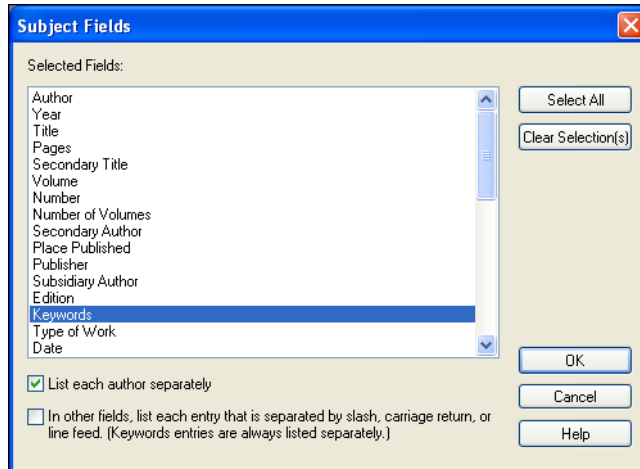 Subject Fields
Selected Fields:
Author
Year
Title
Pages
Secondary Title
Volume
Number
Number of Volumes
Secondary Author
Place Published
Publisher
Subsidiary Author
Edition
Keywords
Type of Work
Date
Select All
Clear Selection(s)
List each author separately
In other fields, list each entry that is separated by slash, carriage return, or
line feed. (Keywords entries are always listed separately.)
OK
Cancel
Help